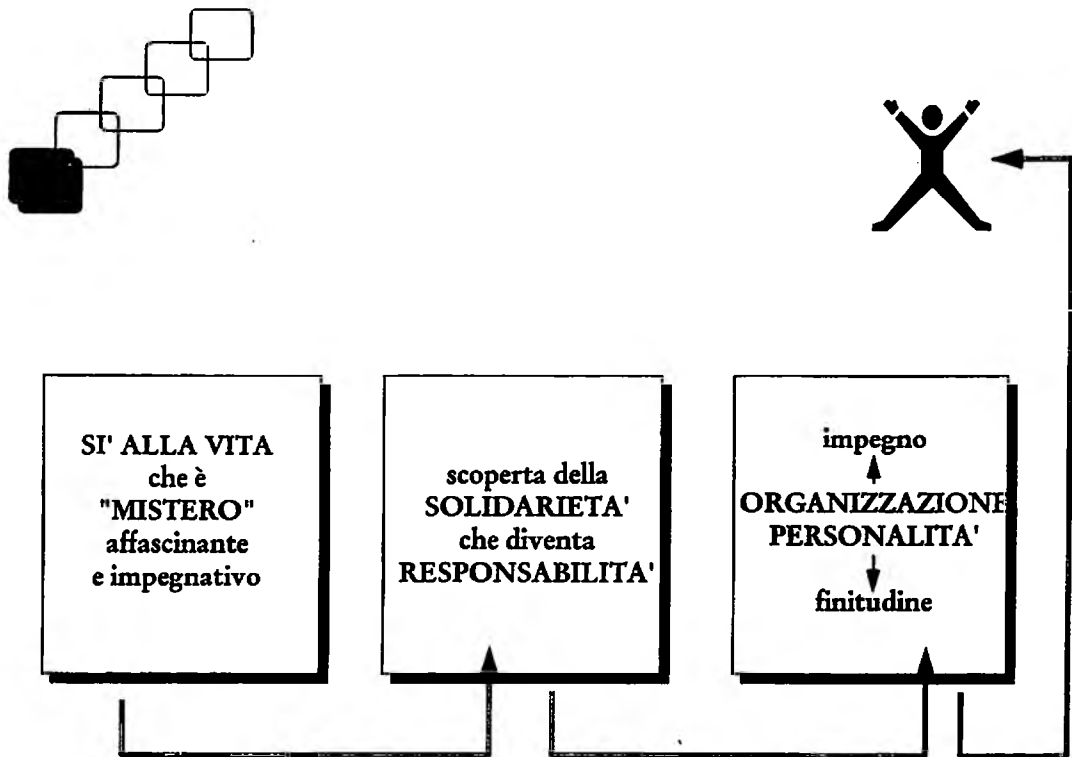 SI' ALLA VITA
che è
"MISTERO"
affascinante
e impegnativo
scoperta della
SOLIDARIETA'
che diventa
RESPONSABILITA'
impegno
ORGANIZZAZIONE
PERSONALITA'
finitudine